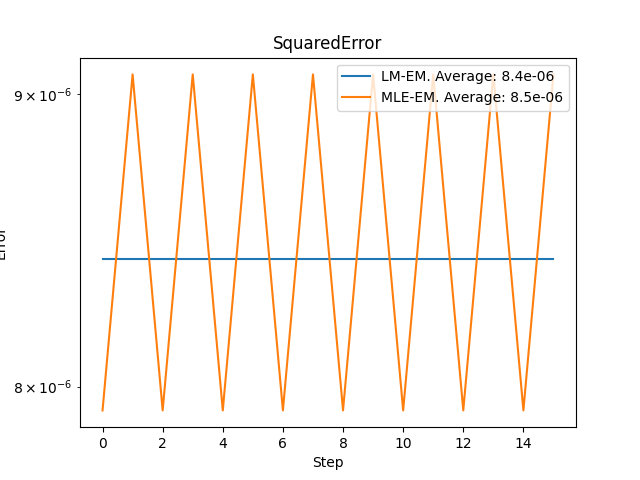 SquaredError
LM-EM. Average: 8.4e-06
MLE-EM. Average: 8.5e-06
9 × 10⁻⁶
8 × 10⁻⁶
Error
0 2 4 6 8 10 12 14
Step